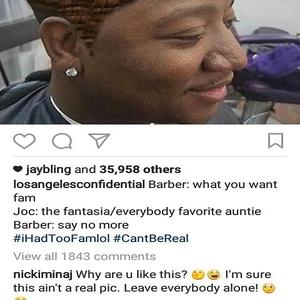 jaybling and 35,958 others
losangelesconfidential Barber: what you want
fam
Joc: the fantasia/everybody favorite auntie
Barber: say no more
#iHadTooFamlol #CantBeReal
View all 1843 comments
nickiminaj Why are u like this? 🤔😂 I'm sure
this ain't a real pic. Leave everybody alone! 😩